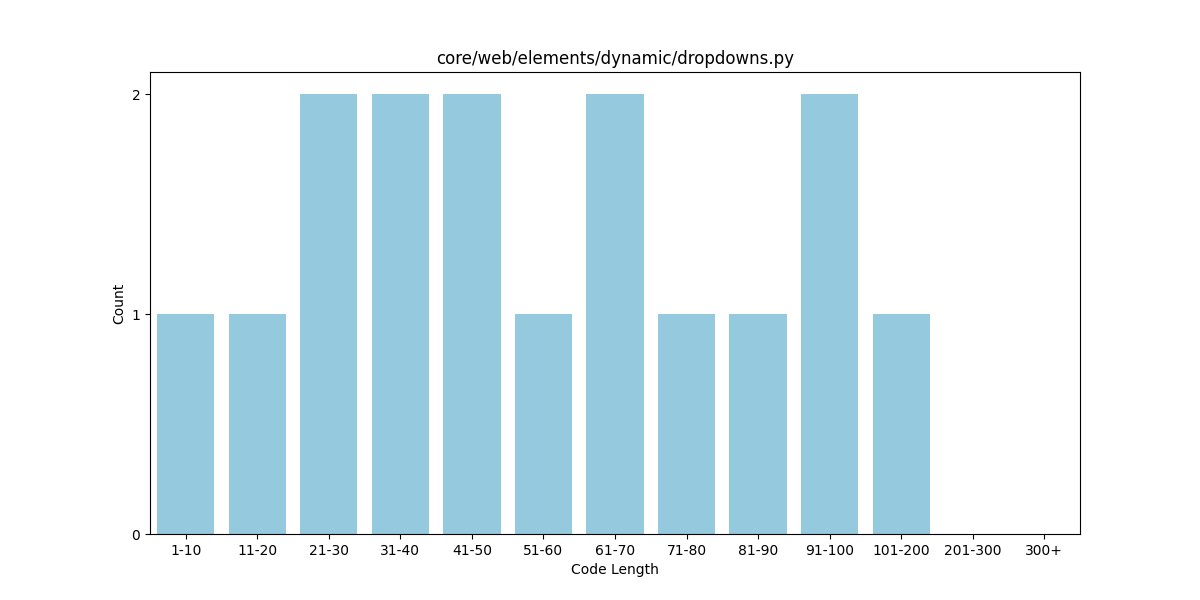 core/web/elements/dynamic/dropdowns.py
2
1
0
Count
1-10 11-20 21-30 31-40 41-50 51-60 61-70 71-80 81-90 91-100 101-200 201-300 300+
Code Length